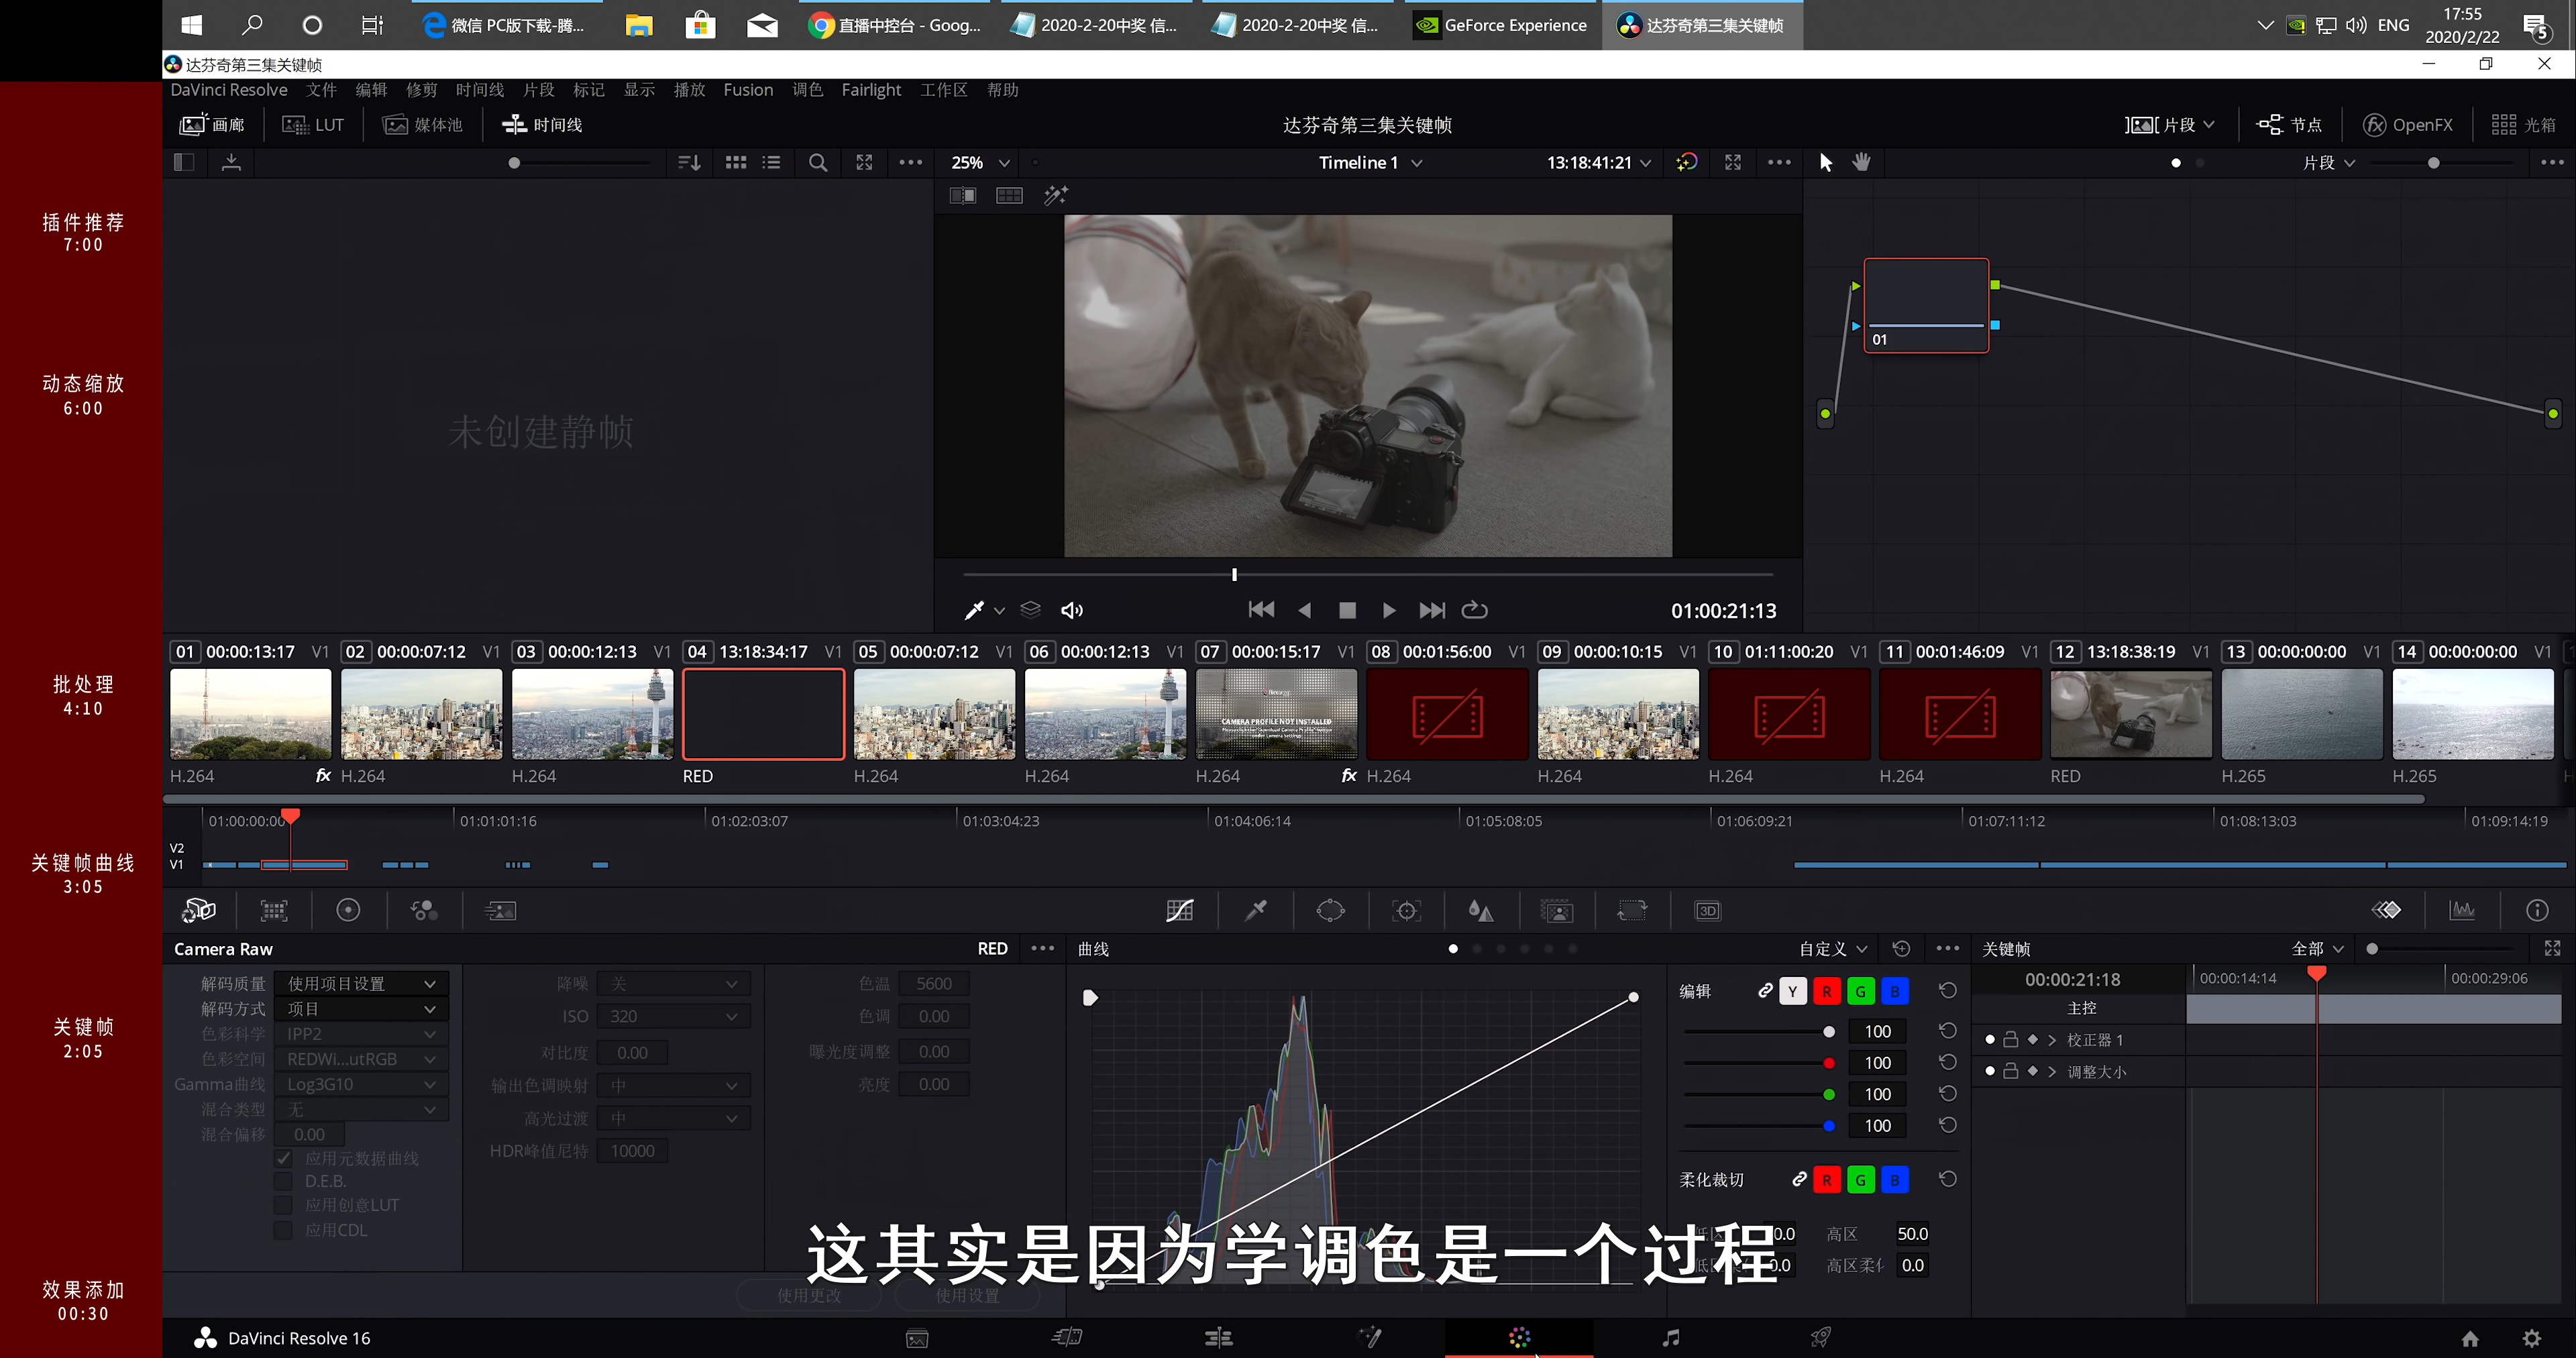 微信 PC版下载-腾...
直播中控台 - Goog...
2020-2-20中奖 信...
2020-2-20中奖 信...
GeForce Experience
达芬奇第三集关键帧
ENG
17:55
2020/2/22
5
达芬奇第三集关键帧
DaVinci Resolve 文件 编辑 修剪 时间线 片段 标记 显示 播放 Fusion 调色 Fairlight 工作区 帮助
画廊 LUT 媒体池 时间线
达芬奇第三集关键帧
片段 节点 OpenFX 光箱
25%
Timeline 1
13:18:41:21
片段
插件推荐
7:00
动态缩放
6:00
批处理
4:10
关键帧曲线
3:05
关键帧
2:05
效果添加
00:30
未创建静帧
01
01:00:21:13
01 00:00:13:17 V1
02 00:00:07:12 V1
03 00:00:12:13 V1
04 13:18:34:17 V1
05 00:00:07:12 V1
06 00:00:12:13 V1
07 00:00:15:17 V1
08 00:01:56:00 V1
09 00:00:10:15 V1
10 01:11:00:20 V1
11 00:01:46:09 V1
12 13:18:38:19 V1
13 00:00:00:00 V1
14 00:00:00:00 V1
CAMERA PROFILE NOT INSTALLED
H.264 fx
H.264
H.264
RED
H.264
H.264
H.264 fx
H.264
H.264
H.264
H.264
RED
H.265
H.265
01:00:00:00 01:01:01:16 01:02:03:07 01:03:04:23 01:04:06:14 01:05:08:05 01:06:09:21 01:07:11:12 01:08:13:03 01:09:14:19
V2
V1
3D
Camera Raw
RED
解码质量 使用项目设置
解码方式 项目
色彩科学 IPP2
色彩空间 REDWi...utRGB
Gamma曲线 Log3G10
混合类型 无
混合偏移 0.00
应用元数据曲线
D.E.B.
应用创意LUT
应用CDL
降噪 关
ISO 320
对比度 0.00
输出色调映射 中
高光过渡 中
HDR峰值尼特 10000
色温 5600
色调 0.00
曝光度调整 0.00
亮度 0.00
使用更改 使用设置
曲线
自定义
编辑 Y R G B
100
100
100
100
柔化裁切 R G B
高区 50.0
高区柔 0.0
关键帧
全部
00:00:21:18
00:00:14:14 00:00:29:06
主控
校正器 1
调整大小
这其实是因为学调色是一个过程
DaVinci Resolve 16